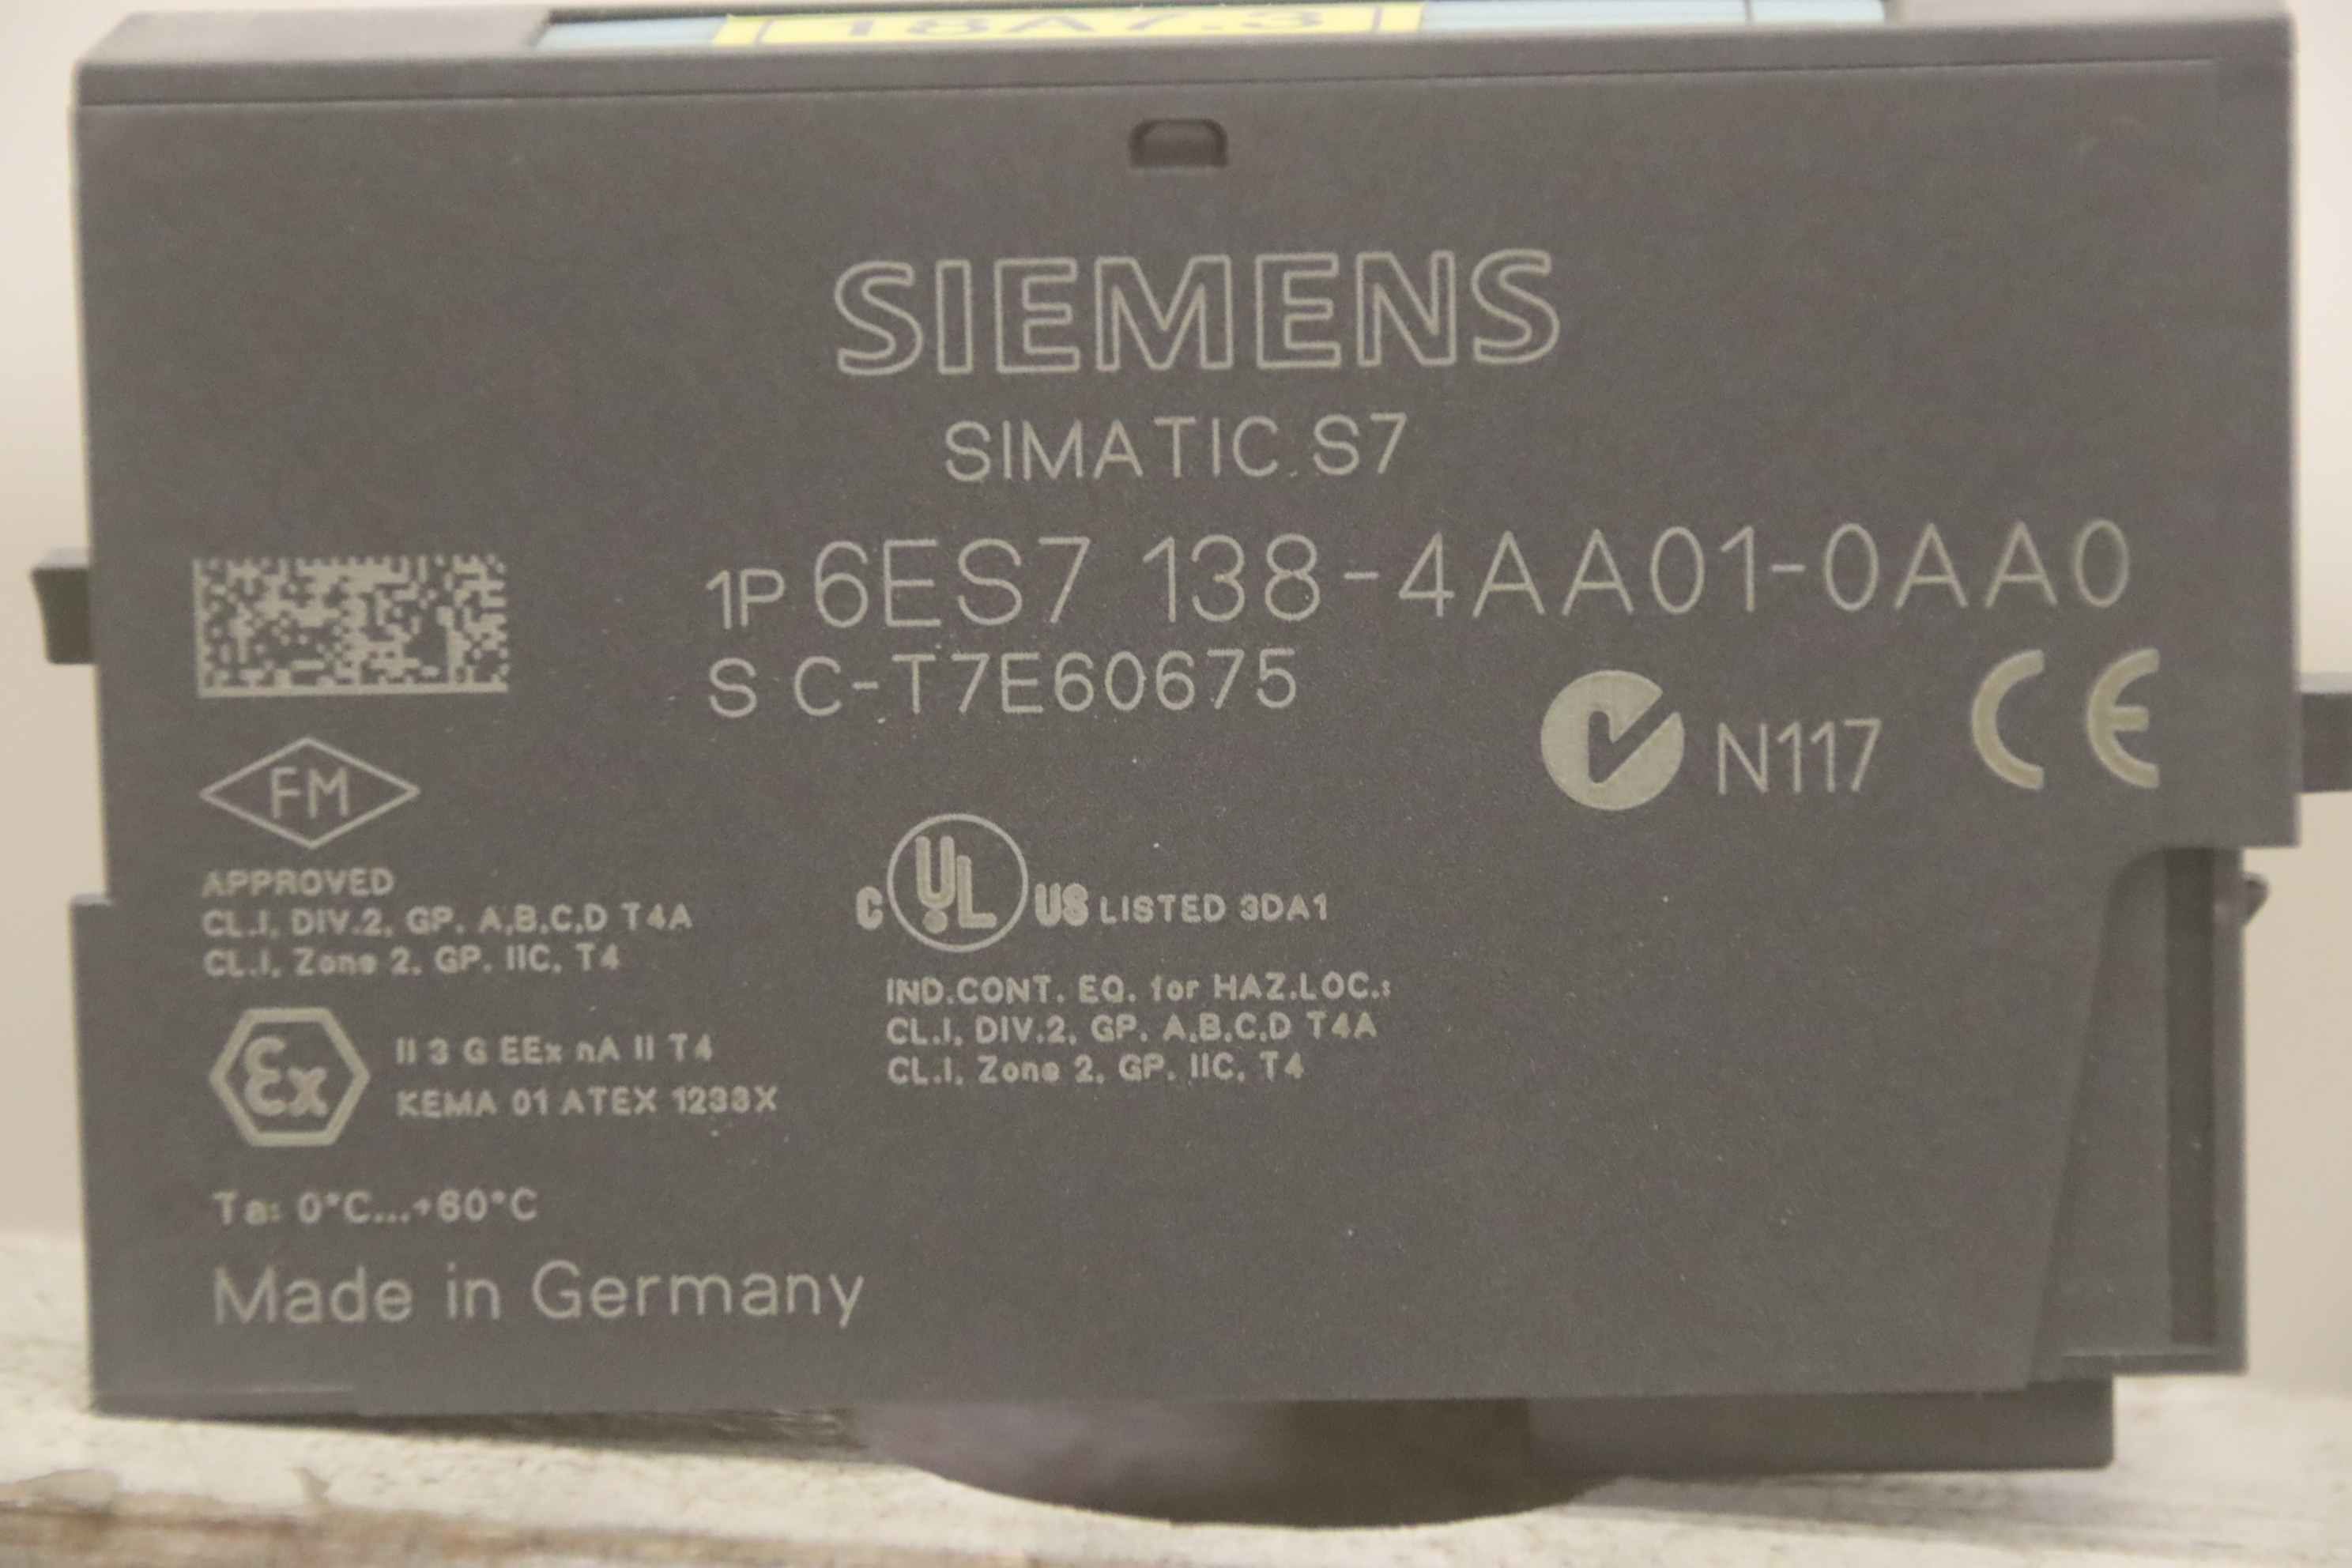 18A7.3
SIEMENS
SIMATIC S7
1P 6ES7 138-4AA01-0AA0
S C-T7E60675
N117 CE
FM
APPROVED
CL.I, DIV.2, GP. A,B,C,D T4A
CL.I, Zone 2, GP. IIC, T4
C UL US LISTED 3DA1
IND.CONT. EQ. for HAZ.LOC.:
CL.I, DIV.2, GP. A,B,C,D T4A
CL.I, Zone 2, GP. IIC, T4
Ex II 3 G EEx nA II T4
KEMA 01 ATEX 1238X
Ta: 0°C...+60°C
Made in Germany